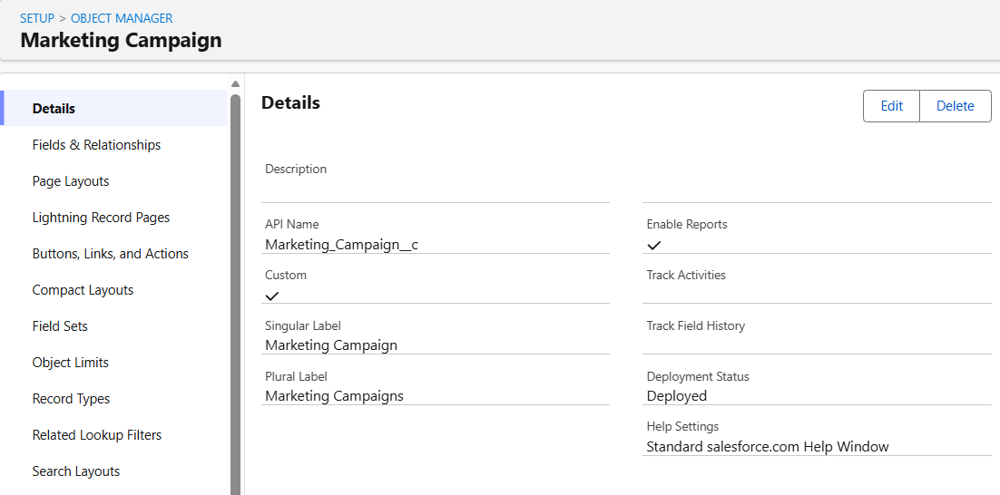 SETUP > OBJECT MANAGER
Marketing Campaign
Details
Fields & Relationships
Page Layouts
Lightning Record Pages
Buttons, Links, and Actions
Compact Layouts
Field Sets
Object Limits
Record Types
Related Lookup Filters
Search Layouts
Details
Edit Delete
Description
API Name
Marketing_Campaign__c
Custom
Singular Label
Marketing Campaign
Plural Label
Marketing Campaigns
Enable Reports
Track Activities
Track Field History
Deployment Status
Deployed
Help Settings
Standard salesforce.com Help Window